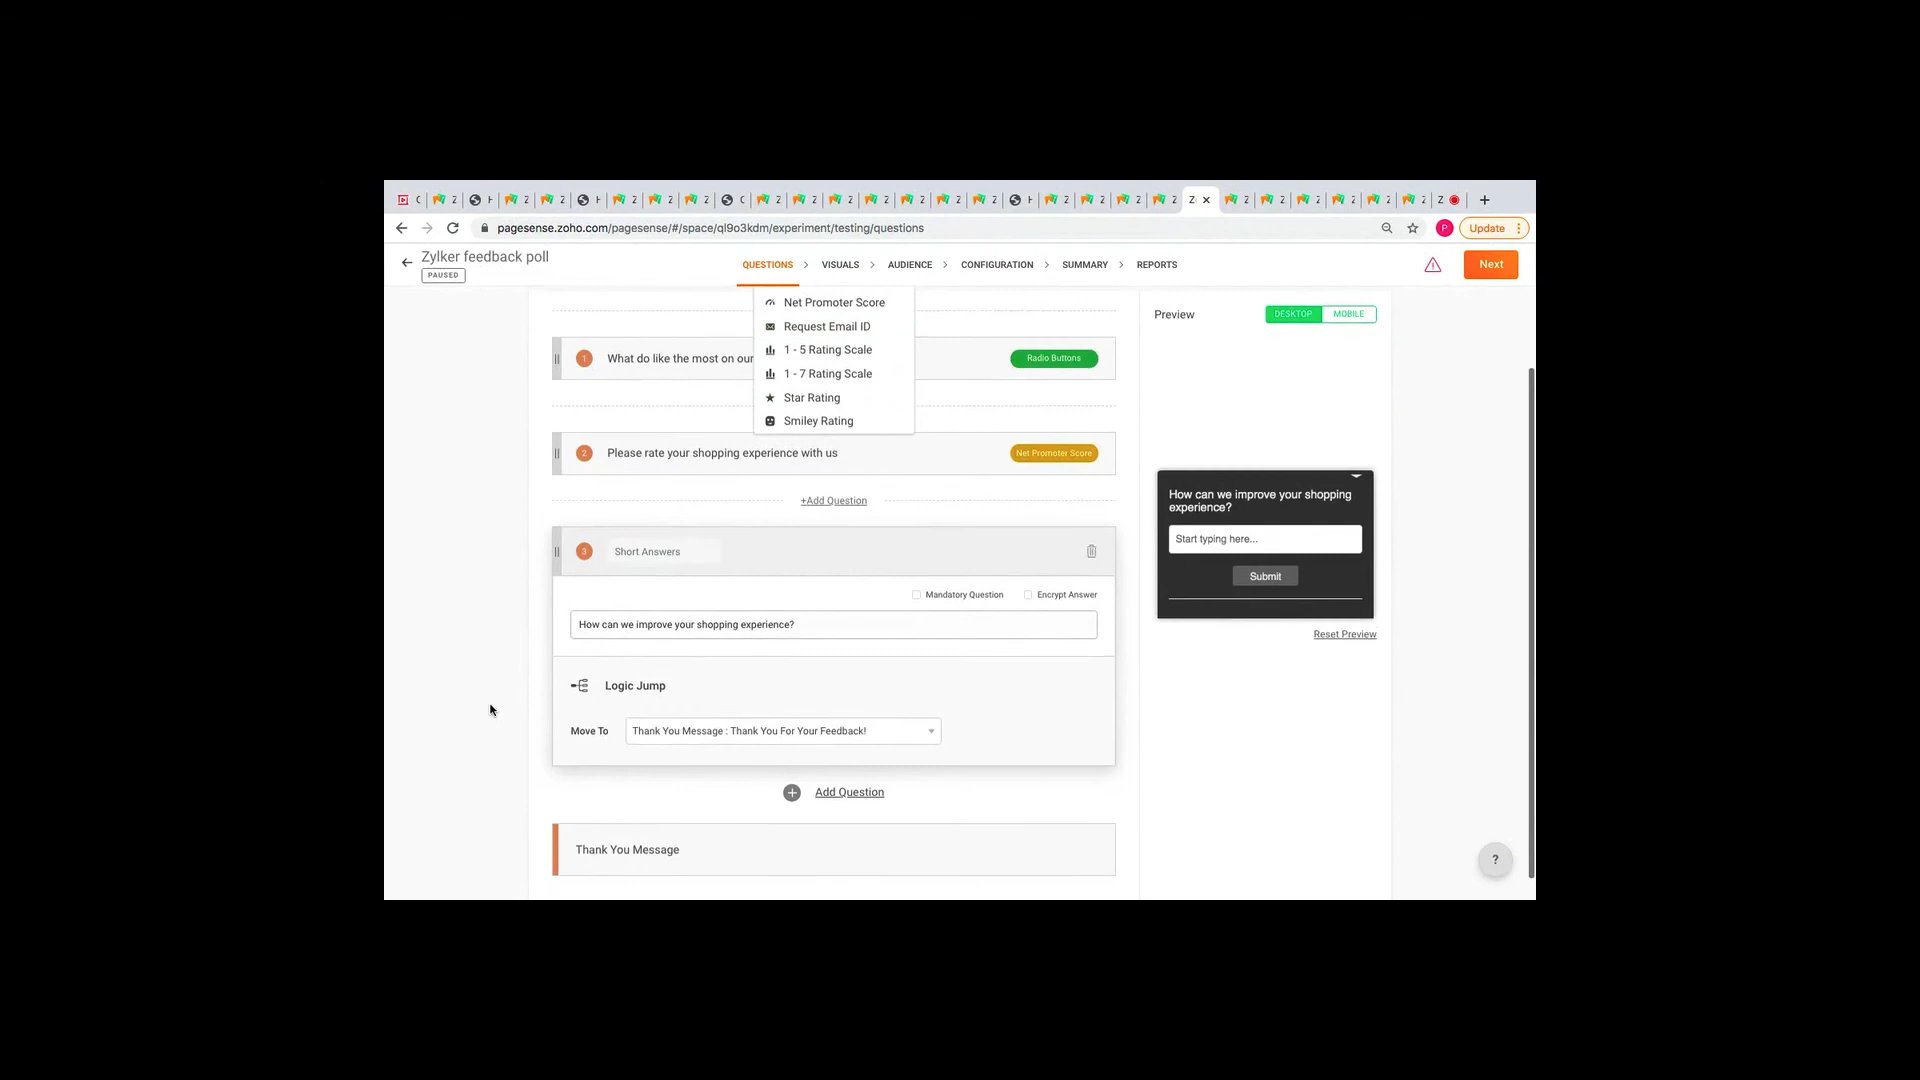 pagesense.zoho.com/pagesense/#/space/ql9o3kdm/experiment/testing/questions
P
Update
Zylker feedback poll
PAUSED
QUESTIONS > VISUALS > AUDIENCE > CONFIGURATION > SUMMARY > REPORTS
Next
Net Promoter Score
Request Email ID
1 - 5 Rating Scale
1 - 7 Rating Scale
Star Rating
Smiley Rating
1 What do like the most on our
Radio Buttons
2 Please rate your shopping experience with us
Net Promoter Score
+Add Question
3 Short Answers
Mandatory Question
Encrypt Answer
How can we improve your shopping experience?
Logic Jump
Move To
Thank You Message : Thank You For Your Feedback!
Add Question
Thank You Message
Preview
DESKTOP
MOBILE
How can we improve your shopping
experience?
Start typing here...
Submit
Reset Preview
?